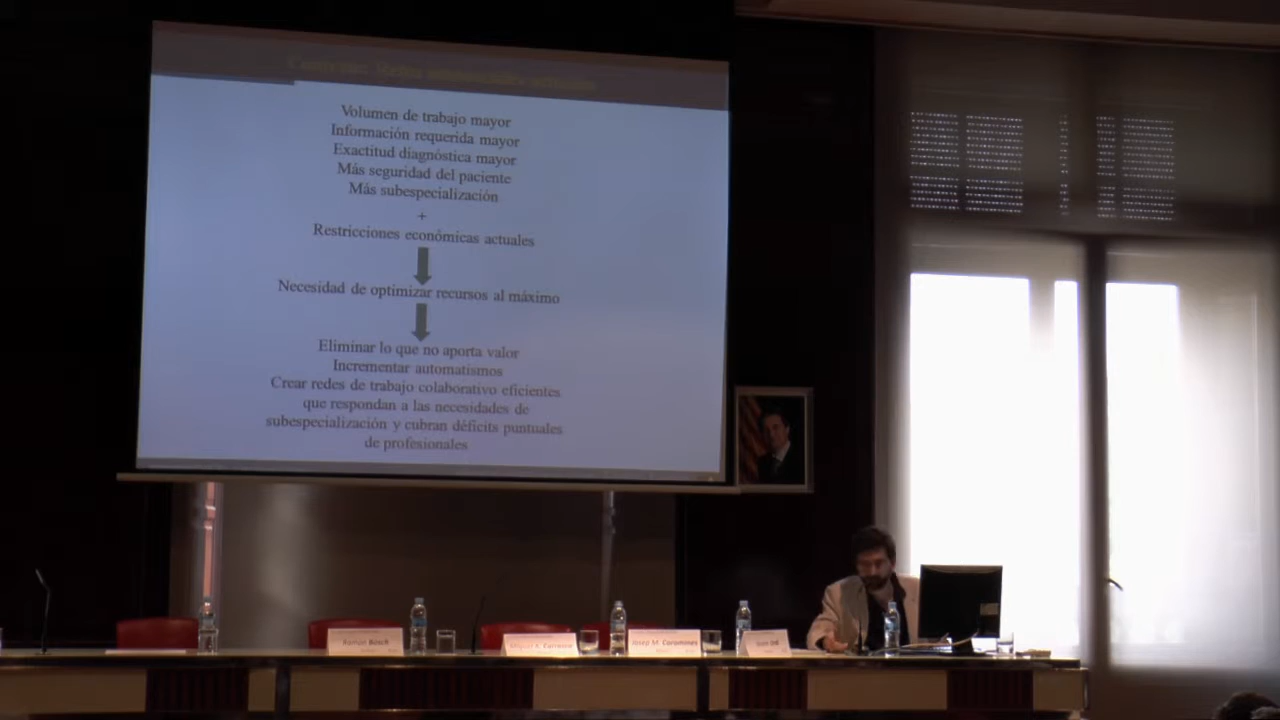 Volumen de trabajo mayor
Información requerida mayor
Exactitud diagnóstica mayor
Más seguridad del paciente
Más subespecialización
+
Restricciones económicas actuales
Necesidad de optimizar recursos al máximo
Eliminar lo que no aporta valor
Incrementar automatismos
Crear redes de trabajo colaborativo eficientes
que respondan a las necesidades de
subespecialización y cubran déficits puntuales
de profesionales
Ramon Bosch
Carrasco
Josep M. Corominas